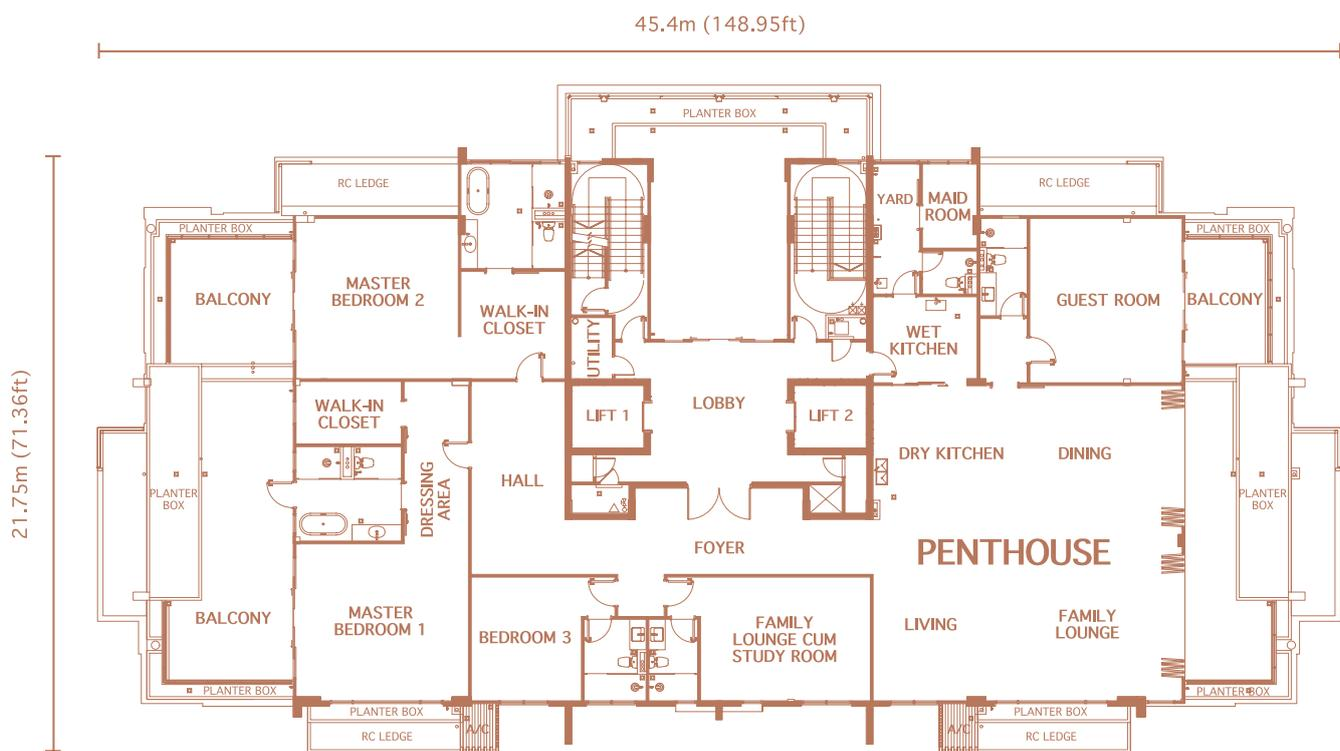 45.4m (148.95ft)
PLANTER BOX
RC LEDGE
RC LEDGE
YARD
MAID
ROOM
PLANTER BOX
PLANTER BOX
BALCONY
MASTER
BEDROOM 2
WALK-IN
CLOSET
UTILITY
WET
KITCHEN
GUEST ROOM
BALCONY
21.75m (71.36ft)
WALK-IN
CLOSET
LIFT 1
LOBBY
LIFT 2
DRY KITCHEN
DINING
PLANTER
BOX
DRESSING
AREA
HALL
PLANTER
BOX
FOYER
PENTHOUSE
BALCONY
MASTER
BEDROOM 1
BEDROOM 3
FAMILY
LOUNGE CUM
STUDY ROOM
LIVING
FAMILY
LOUNGE
PLANTER BOX
PLANTER BOX
PLANTER BOX
A/C
A/C
PLANTER BOX
RC LEDGE
RC LEDGE